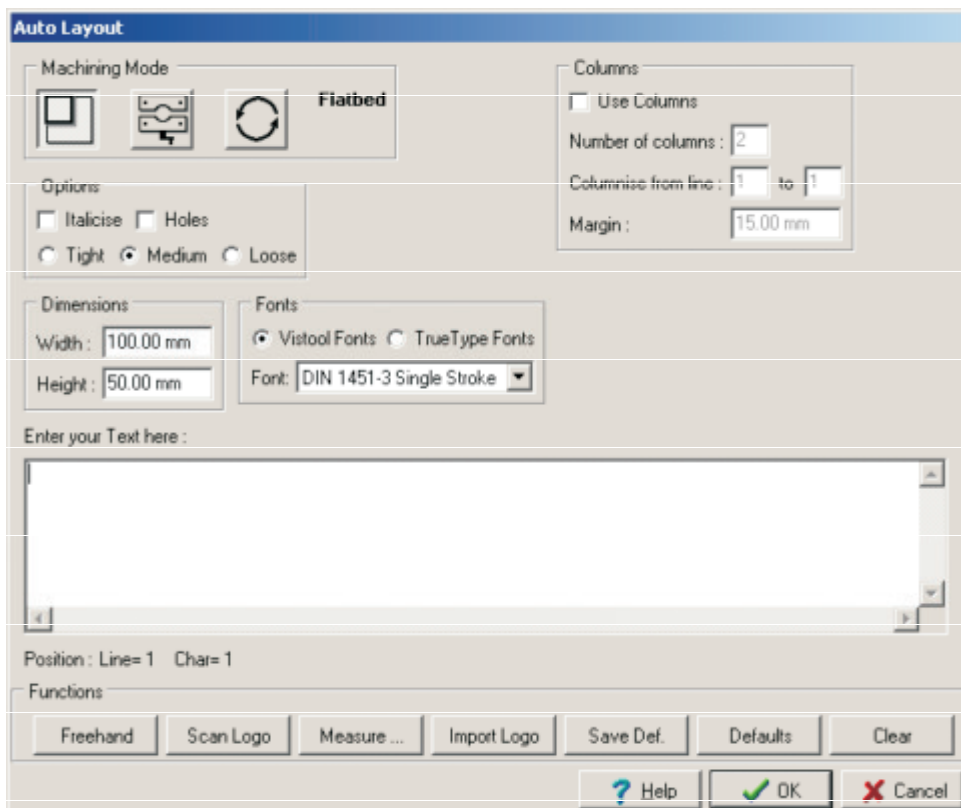 Auto Layout
Machining Mode
Flatbed
Options
Italicise Holes
Tight Medium Loose
Columns
Use Columns
Number of columns : 2
Columnise from line : 1 to 1
Margin : 15.00 mm
Dimensions
Width : 100.00 mm
Height : 50.00 mm
Fonts
Vistool Fonts TrueType Fonts
Font: DIN 1451-3 Single Stroke
Enter your Text here :
Position : Line= 1 Char= 1
Functions
Freehand Scan Logo Measure ... Import Logo Save Def. Defaults Clear
? Help OK Cancel